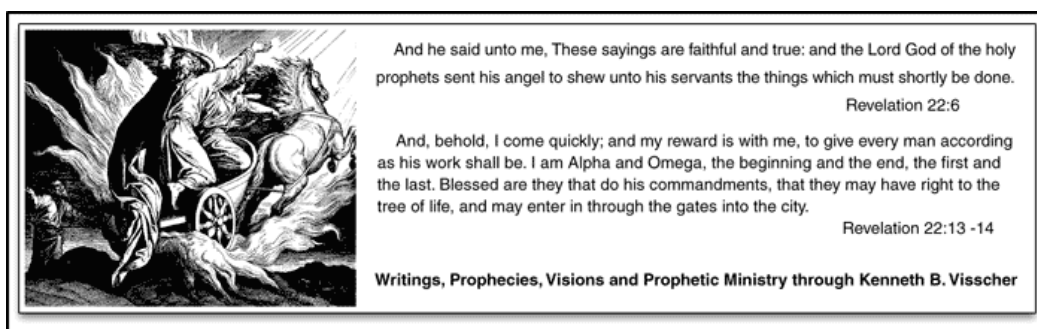 And he said unto me, These sayings are faithful and true: and the Lord God of the holy
prophets sent his angel to shew unto his servants the things which must shortly be done.
Revelation 22:6
And, behold, I come quickly; and my reward is with me, to give every man according
as his work shall be. I am Alpha and Omega, the beginning and the end, the first and
the last. Blessed are they that do his commandments, that they may have right to the
tree of life, and may enter in through the gates into the city.
Revelation 22:13 -14
Writings, Prophecies, Visions and Prophetic Ministry through Kenneth B. Visscher